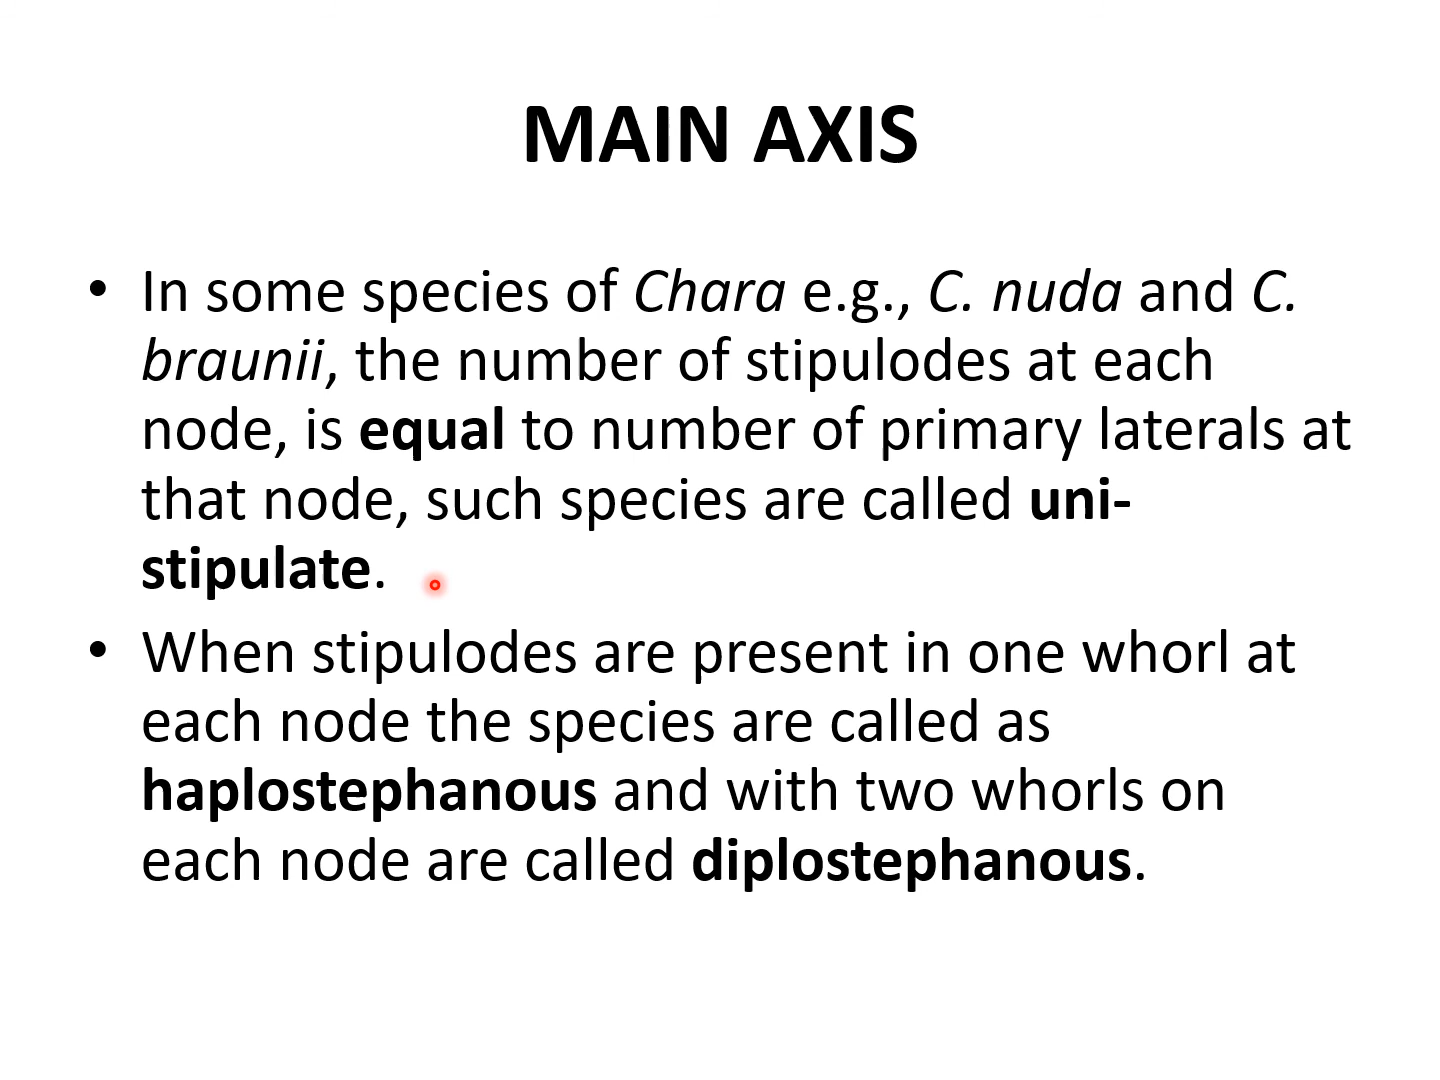 MAIN AXIS
• In some species of Chara e.g., C. nuda and C.
braunii, the number of stipulodes at each
node, is equal to number of primary laterals at
that node, such species are called uni-
stipulate.
• When stipulodes are present in one whorl at
each node the species are called as
haplostephanous and with two whorls on
each node are called diplostephanous.